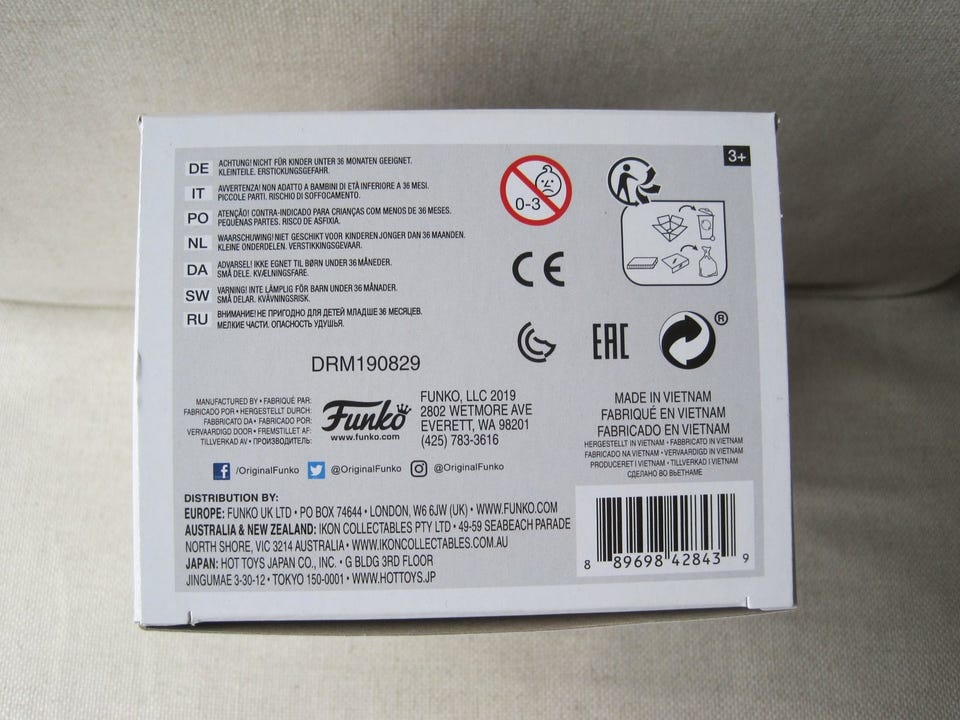 3+
DE ACHTUNG! NICHT FÜR KINDER UNTER 36 MONATEN GEEIGNET.
KLEINTEILE. ERSTICKUNGSGEFAHR.
IT AVVERTENZA! NON ADATTO A BAMBINI DI ETÀ INFERIORE A 36 MESI.
PICCOLE PARTI. RISCHIO DI SOFFOCAMENTO.
PO ATENÇÃO! CONTRA-INDICADO PARA CRIANÇAS COM MENOS DE 36 MESES.
PEQUENAS PARTES. RISCO DE ASFIXIA.
NL WAARSCHUWING! NIET GESCHIKT VOOR KINDEREN JONGER DAN 36 MAANDEN.
KLEINE ONDERDELEN. VERSTIKKINGSGEVAAR.
DA ADVARSEL! IKKE EGNET TIL BØRN UNDER 36 MÅNEDER.
SMÅ DELE. KVÆLNINGSFARE.
SW VARNING! INTE LÄMPLIG FÖR BARN UNDER 36 MÅNADER.
SMÅ DELAR. KVÄVNINGSRISK.
RU ВНИМАНИЕ! НЕ ПРИГОДНО ДЛЯ ДЕТЕЙ МЛАДШЕ 36 МЕСЯЦЕВ.
МЕЛКИЕ ЧАСТИ. ОПАСНОСТЬ УДУШЬЯ.
0-3
CE
EAC
®
DRM190829
MANUFACTURED BY • FABRIQUÉ PAR:
FABRICADO POR • HERGESTELLT DURCH:
FABBRICATO DA • FABRICADO POR:
VERVAARDIGD DOOR • FREMSTILLET AF:
TILLVERKAD AV • ПРОИЗВОДИТЕЛЬ:
Funko
www.funko.com
FUNKO, LLC 2019
2802 WETMORE AVE
EVERETT, WA 98201
(425) 783-3616
MADE IN VIETNAM
FABRIQUÉ EN VIETNAM
FABRICADO EN VIETNAM
HERGESTELLT IN VIETNAM • FABBRICATO IN VIETNAM
FABRICADO NA VIETNAM • VERVAARDIGD IN VIETNAM
PRODUCERET I VIETNAM • TILLVERKAD I VIETNAM
СДЕЛАНО ВО ВЬЕТНАМЕ
f /OriginalFunko @OriginalFunko @OriginalFunko
DISTRIBUTION BY:
EUROPE: FUNKO UK LTD • PO BOX 74644 • LONDON, W6 6JW (UK) • WWW.FUNKO.COM
AUSTRALIA & NEW ZEALAND: IKON COLLECTABLES PTY LTD • 49-59 SEABEACH PARADE
NORTH SHORE, VIC 3214 AUSTRALIA • WWW.IKONCOLLECTABLES.COM.AU
JAPAN: HOT TOYS JAPAN CO., INC. • G BLDG 3RD FLOOR
JINGUMAE 3-30-12 • TOKYO 150-0001 • WWW.HOTTOYS.JP
8 89698 42843 9